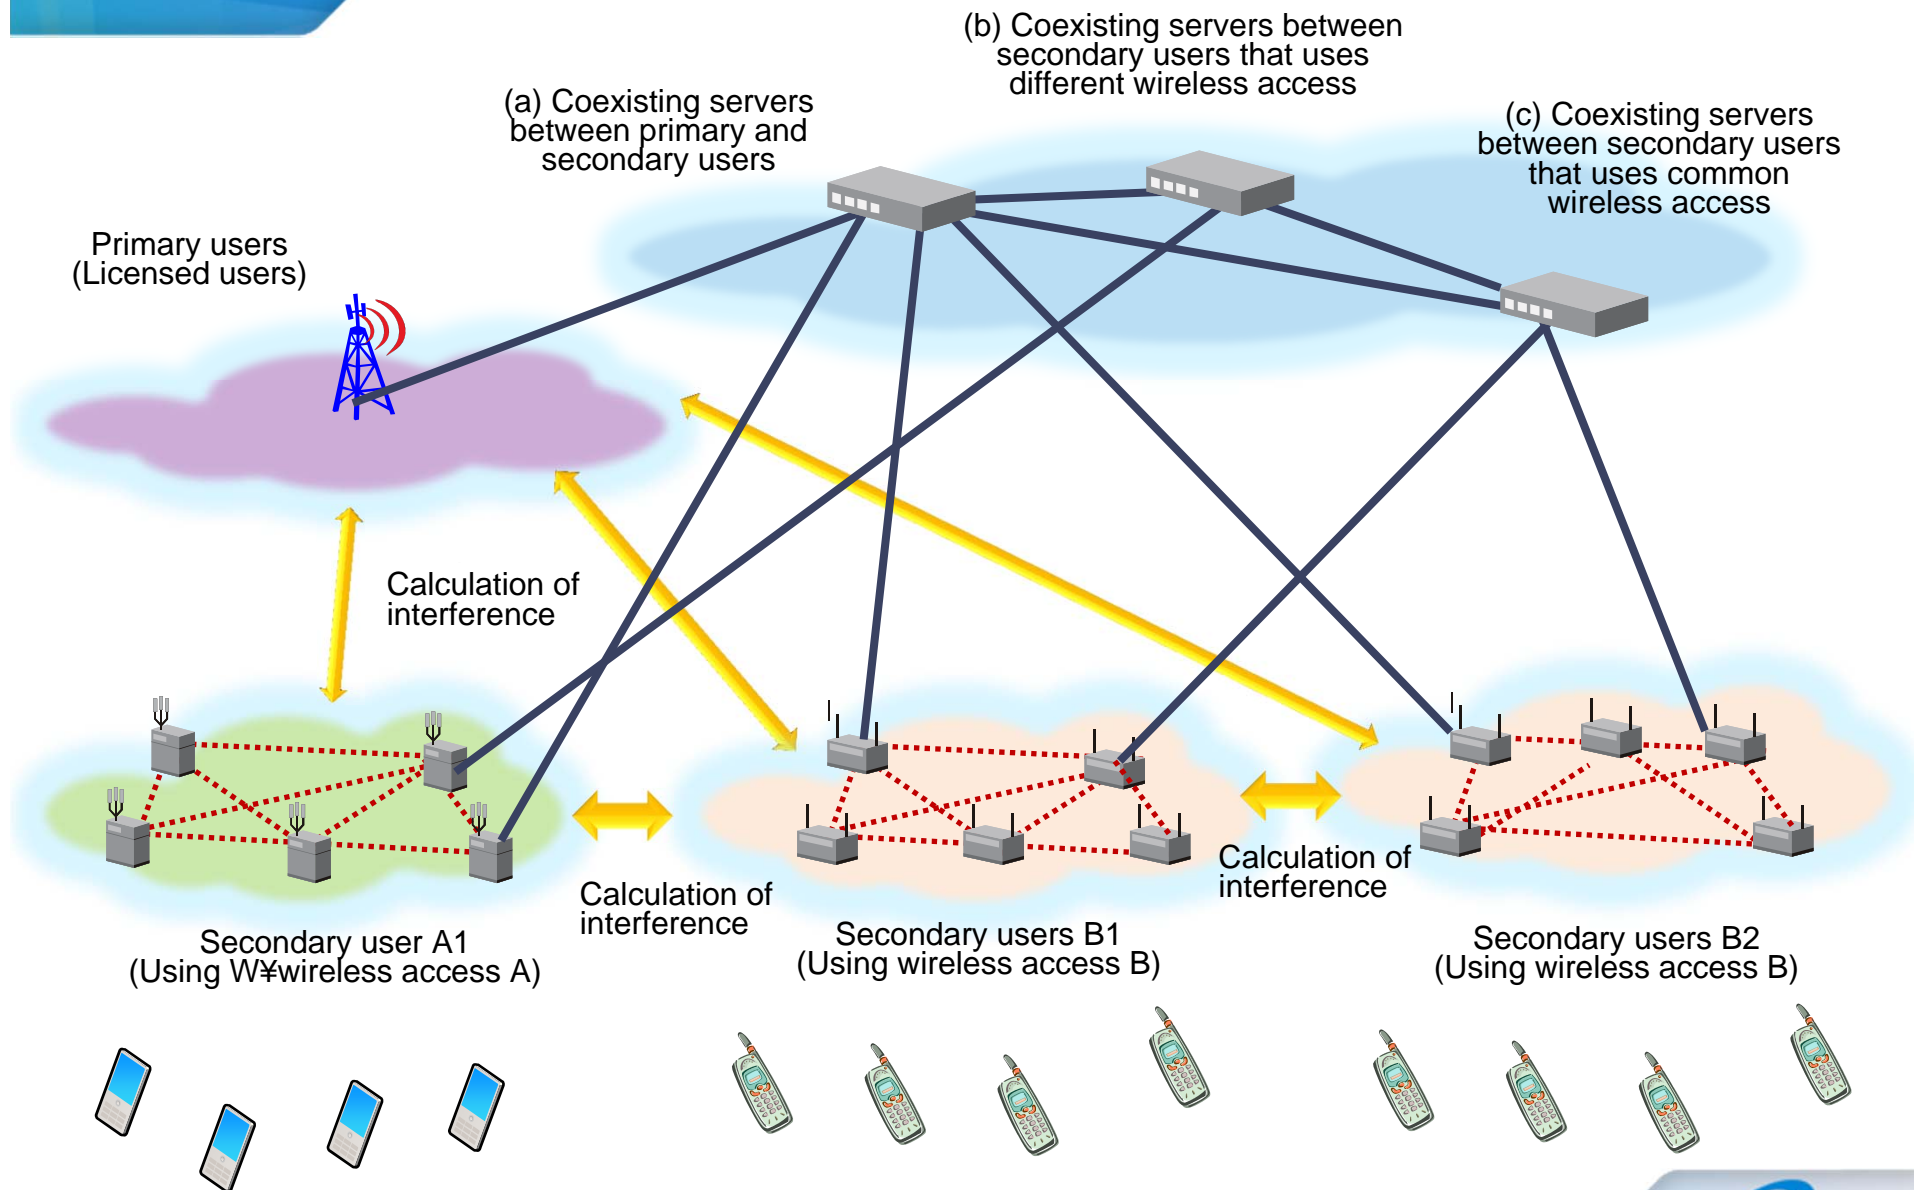 (b) Coexisting servers between
secondary users that uses
different wireless access
(a) Coexisting servers
between primary and
secondary users
(c) Coexisting servers
between secondary users
that uses common
wireless access
Primary users
(Licensed users)
Calculation of
interference
Calculation of
interference
Calculation of
interference
Secondary user A1
(Using W¥wireless access A)
Secondary users B1
(Using wireless access B)
Secondary users B2
(Using wireless access B)